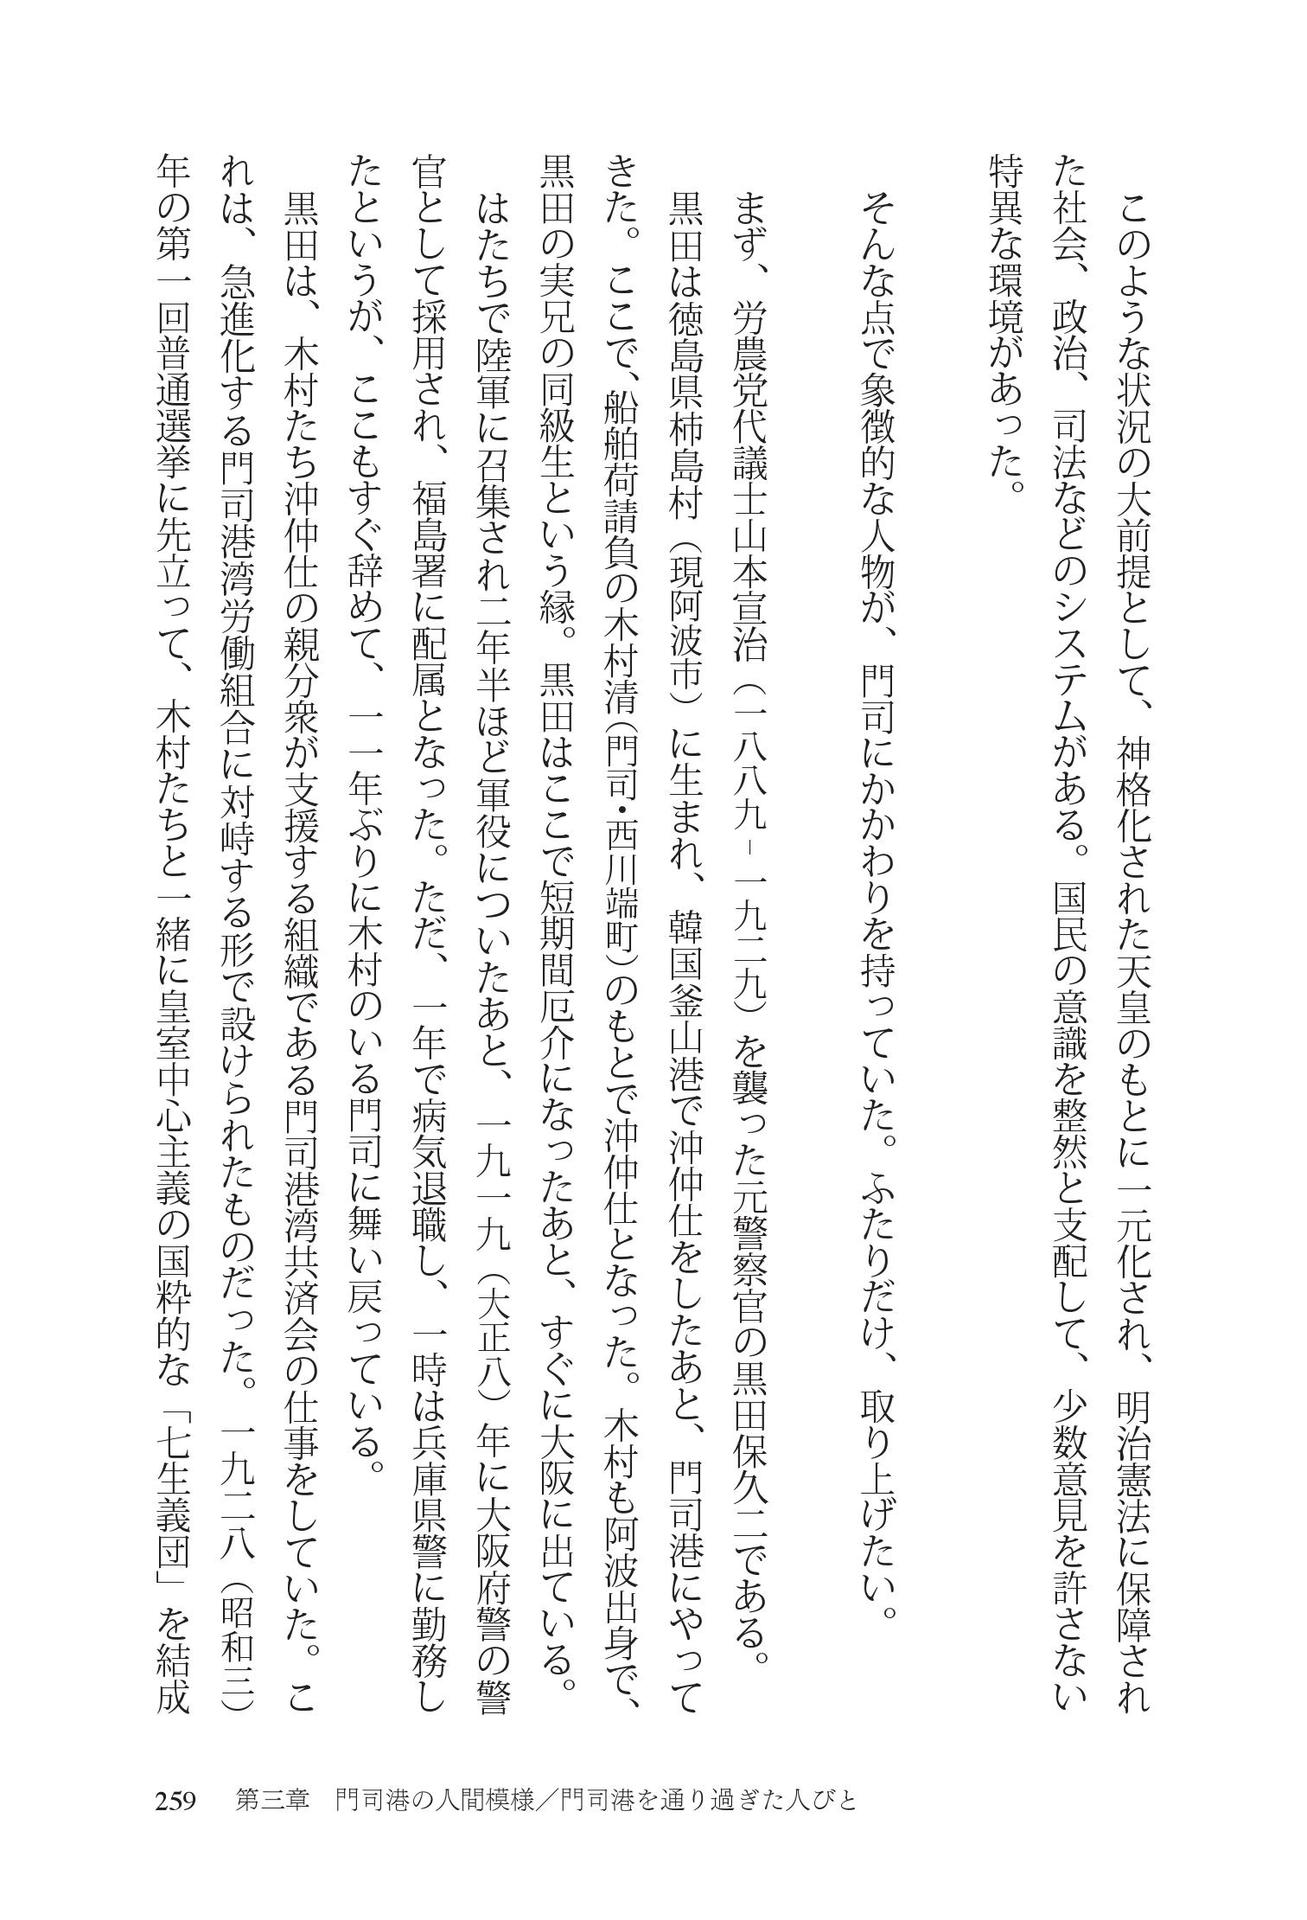 このような状況の大前提として、神格化された天皇のもとに一元化され、明治憲法に保障され
た社会、政治、司法などのシステムがある。国民の意識を整然と支配して、少数意見を許さない
特異な環境があった。
そんな点で象徴的な人物が、門司にかかわりを持っていた。ふたりだけ、取り上げたい。
まず、労農党代議士山本宣治（一八八九－一九二九）を襲った元警察官の黒田保久二である。
黒田は徳島県柿島村（現阿波市）に生まれ、韓国釜山港で沖仲仕をしたあと、門司港にやって
きた。ここで、船舶荷請負の木村清（門司・西川端町）のもとで沖仲仕となった。木村も阿波出身で、
黒田の実兄の同級生という縁。黒田はここで短期間厄介になったあと、すぐに大阪に出ている。
はたちで陸軍に召集され二年半ほど軍役についたあと、一九一九（大正八）年に大阪府警の警
官として採用され、福島署に配属となった。ただ、一年で病気退職し、一時は兵庫県警に勤務し
たというが、ここもすぐ辞めて、一一年ぶりに木村のいる門司に舞い戻っている。
黒田は、木村たち沖仲仕の親分衆が支援する組織である門司港湾共済会の仕事をしていた。こ
れは、急進化する門司港湾労働組合に対峙する形で設けられたものだった。一九二八（昭和三）
年の第一回普通選挙に先立って、木村たちと一緒に皇室中心主義の国粋的な「七生義団」を結成
259　第三章　門司港の人間模様／門司港を通り過ぎた人びと